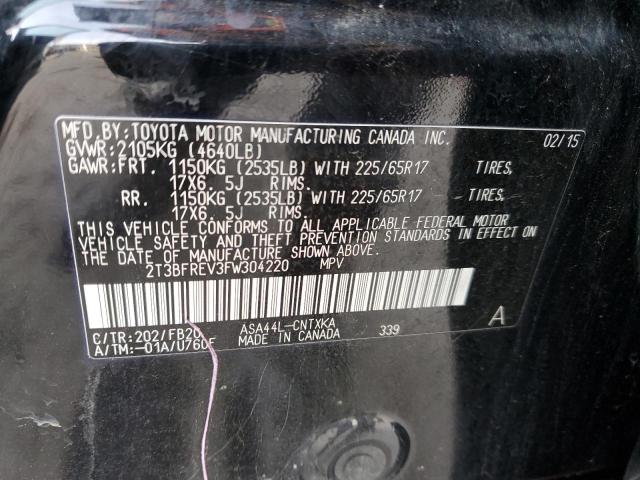 MFD.BY:TOYOTA MOTOR MANUFACTURING CANADA INC. 02/15
GVWR:2105KG (4640LB)
GAWR:FRT. 1150KG (2535LB) WITH 225/65R17 TIRES,
17X6. 5J RIMS.
RR. 1150KG (2535LB) WITH 225/65R17 TIRES,
17X6. 5J RIMS.
THIS VEHICLE CONFORMS TO ALL APPLICABLE FEDERAL MOTOR
VEHICLE SAFETY AND THEFT PREVENTION STANDARDS IN EFFECT ON
THE DATE OF MANUFACTURE SHOWN ABOVE.
2T3BFREV3FW304220 MPV
C/TR:202/FB20 ASA44L-CNTXKA 339 A
A/TM:-01A/U760E MADE IN CANADA